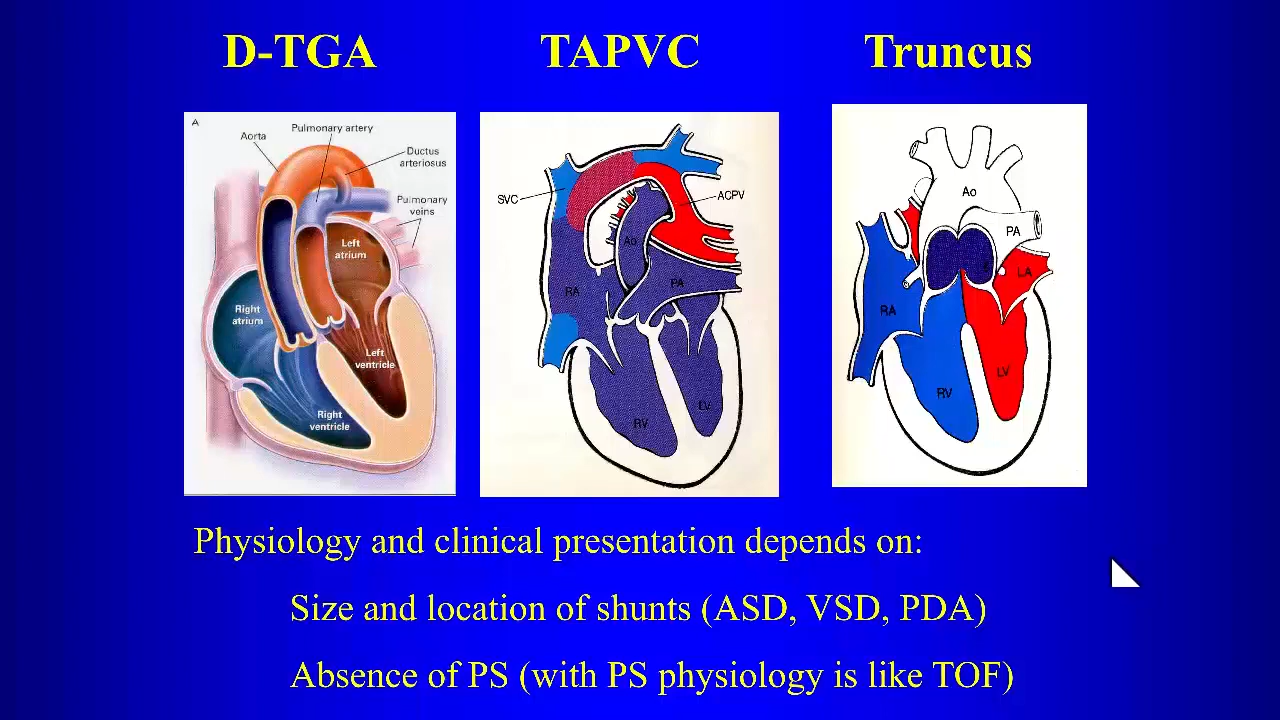 D-TGA
TAPVC
Truncus
A
Aorta
Pulmonary artery
Ductus
arteriosus
Pulmonary
veins
Left
atrium
Right
atrium
Left
ventricle
Right
ventricle
SVC
ACPV
Ao
RA
PA
RV
LV
Ao
PA
LA
RA
LV
RV
Physiology and clinical presentation depends on:
Size and location of shunts (ASD, VSD, PDA)
Absence of PS (with PS physiology is like TOF)